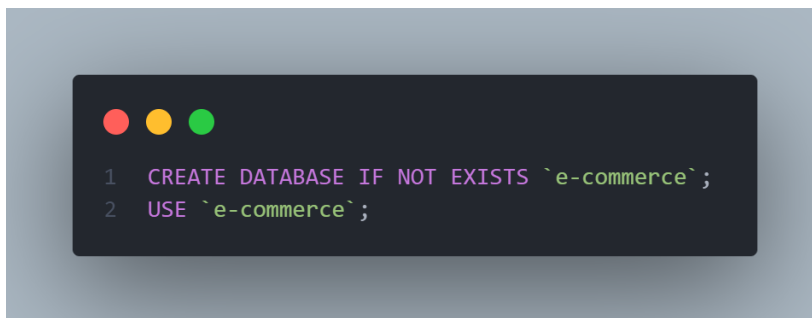 1 CREATE DATABASE IF NOT EXISTS `e-commerce`;
2 USE `e-commerce`;